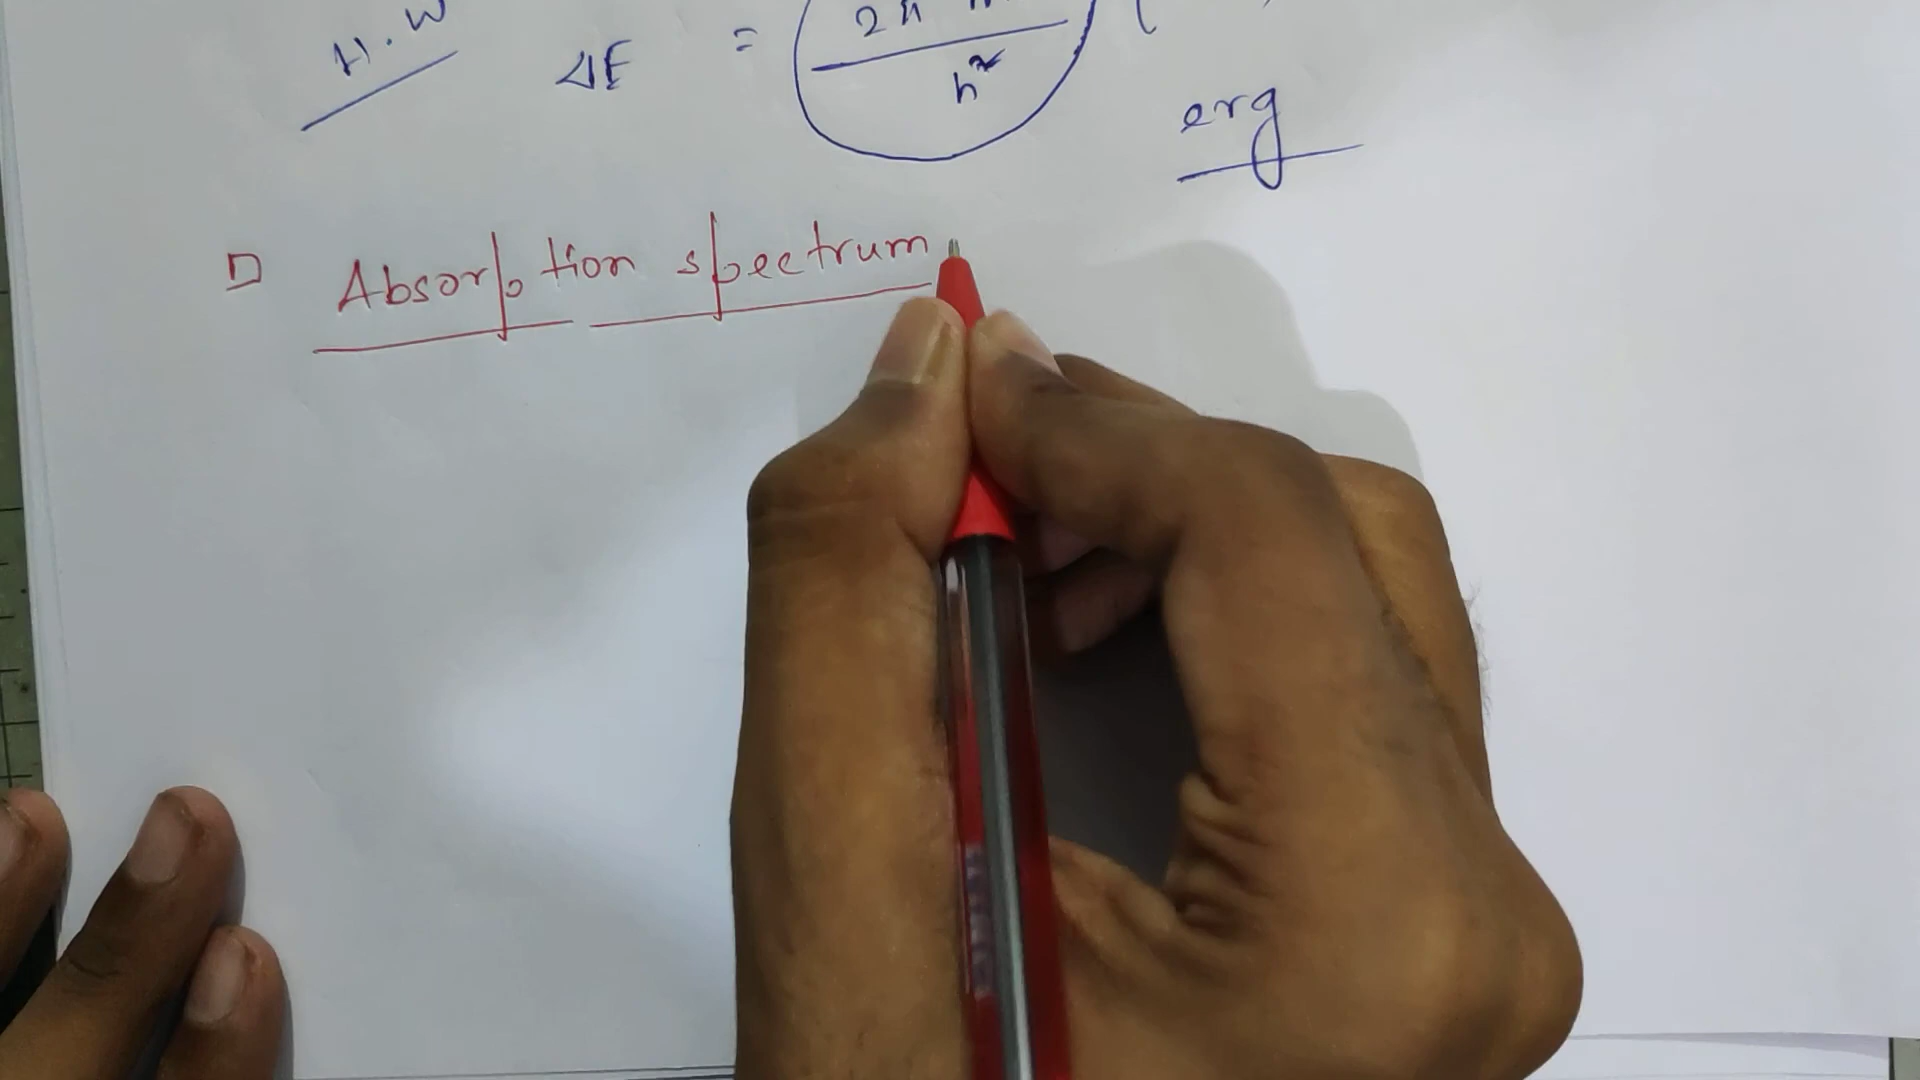 H.W ΔE =
h²
erg
D Absorption spectrum